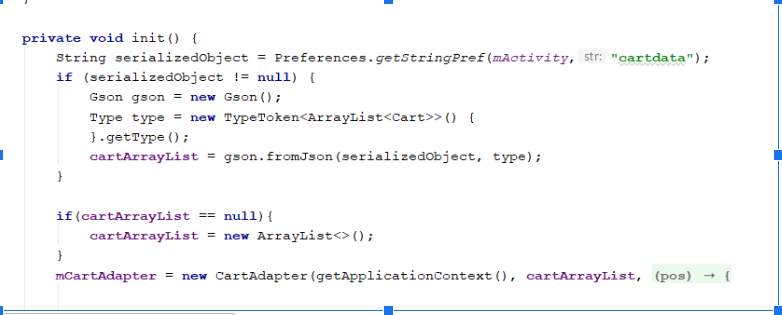 private void init() {
String serializedObject = Preferences.getStringPref(mActivity, str: "cartdata");
if (serializedObject != null) {
Gson gson = new Gson();
Type type = new TypeToken<ArrayList<Cart>>() {
}.getType();
cartArrayList = gson.fromJson(serializedObject, type);
}
if(cartArrayList == null){
cartArrayList = new ArrayList<>();
}
mCartAdapter = new CartAdapter(getApplicationContext(), cartArrayList, (pos) → {